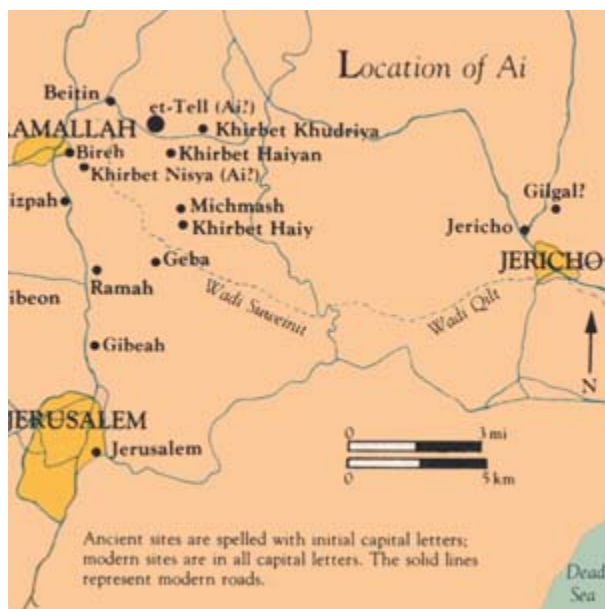 Location of Ai
Beitin
et-Tell (Ai?)
AMALLAH
Khirbet Khudriya
Bireh
Khirbet Haiyan
Khirbet Nisya (Ai?)
Gilgal?
izpah
Michmash
Jericho
Khirbet Haiy
Geba
JERICHO
Ramah
ibeon
Wadi Suweinit
Wadi Qilt
Gibeah
N
JERUSALEM
Jerusalem
0 3 mi
0 5 km
Ancient sites are spelled with initial capital letters;
modern sites are in all capital letters. The solid lines
represent modern roads.
Dead
Sea